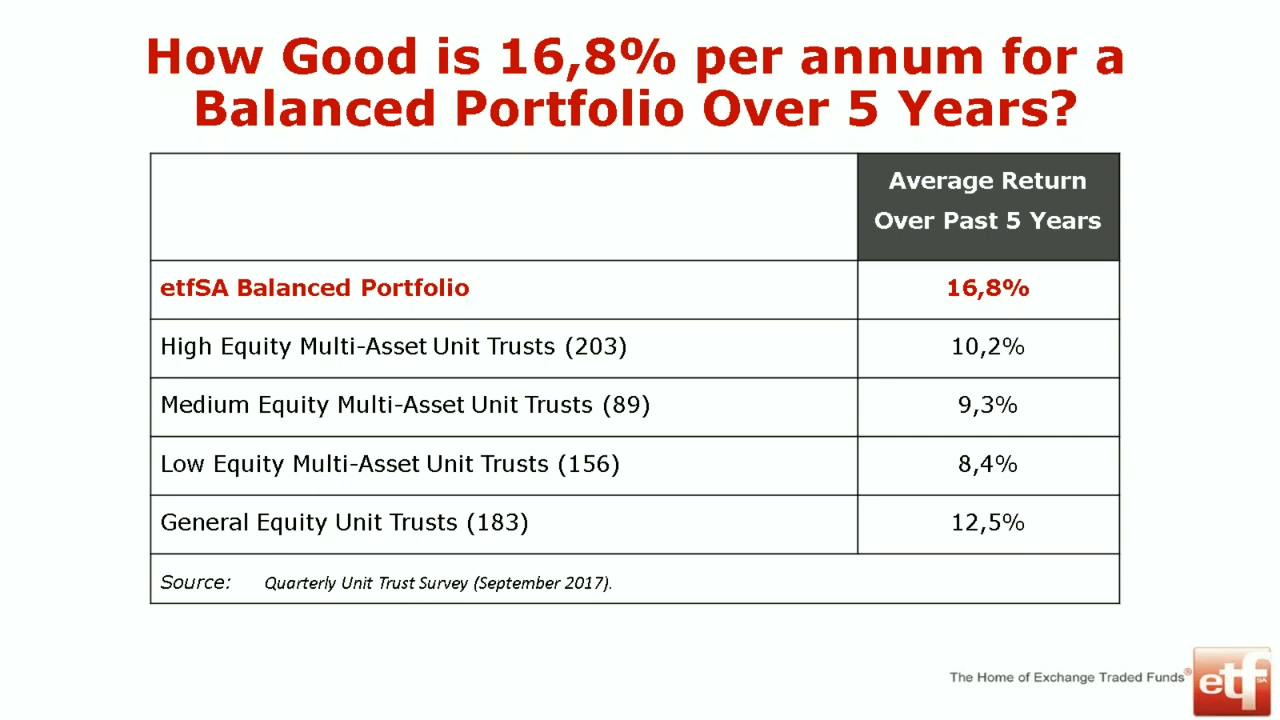 How Good is 16,8% per annum for a
Balanced Portfolio Over 5 Years?
Average Return
Over Past 5 Years
etfSA Balanced Portfolio 16,8%
High Equity Multi-Asset Unit Trusts (203) 10,2%
Medium Equity Multi-Asset Unit Trusts (89) 9,3%
Low Equity Multi-Asset Unit Trusts (156) 8,4%
General Equity Unit Trusts (183) 12,5%
Source: Quarterly Unit Trust Survey (September 2017).
The Home of Exchange Traded Funds® etfSA